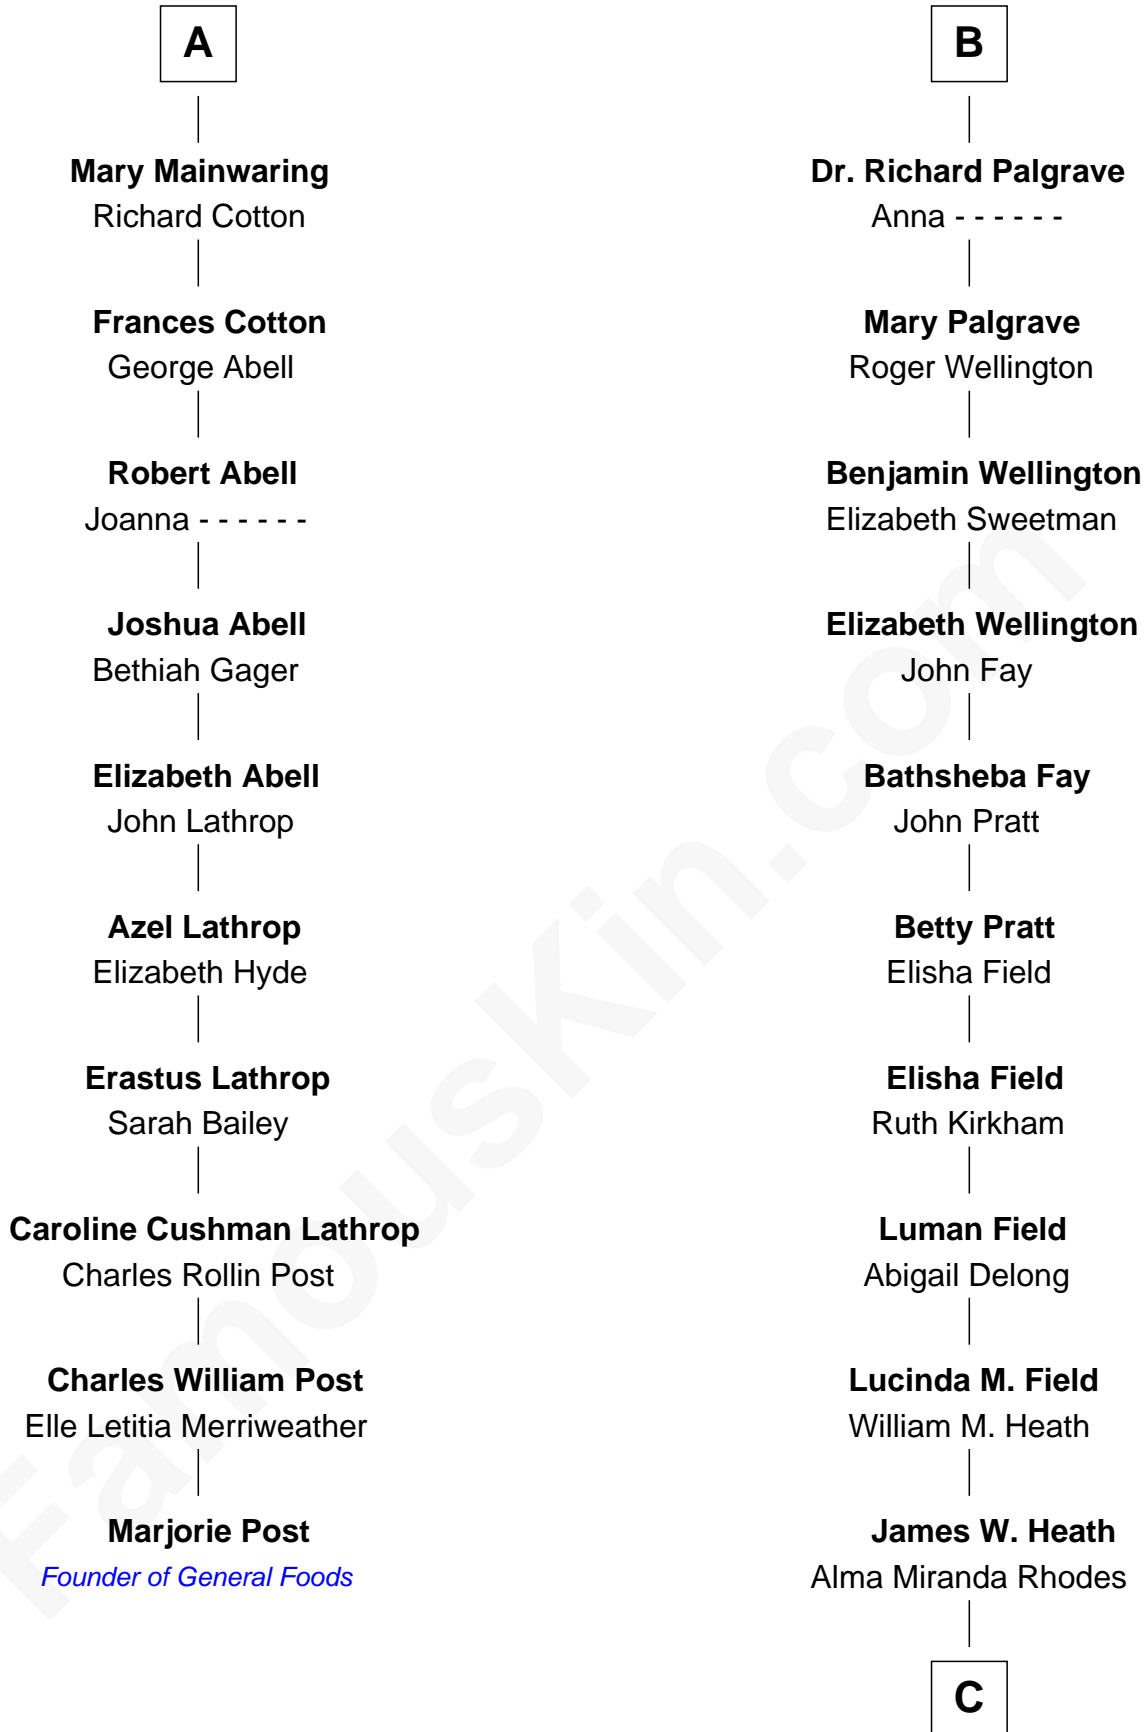 A
Mary Mainwaring
Richard Cotton
Frances Cotton
George Abell
Robert Abell
Joanna - - - - - -
Joshua Abell
Bethiah Gager
Elizabeth Abell
John Lathrop
Azel Lathrop
Elizabeth Hyde
Erastus Lathrop
Sarah Bailey
Caroline Cushman Lathrop
Charles Rollin Post
Charles William Post
Elle Letitia Merriweather
Marjorie Post
Founder of General Foods
B
Dr. Richard Palgrave
Anna - - - - - -
Mary Palgrave
Roger Wellington
Benjamin Wellington
Elizabeth Sweetman
Elizabeth Wellington
John Fay
Bathsheba Fay
John Pratt
Betty Pratt
Elisha Field
Elisha Field
Ruth Kirkham
Luman Field
Abigail Delong
Lucinda M. Field
William M. Heath
James W. Heath
Alma Miranda Rhodes
C
FamousKin.com